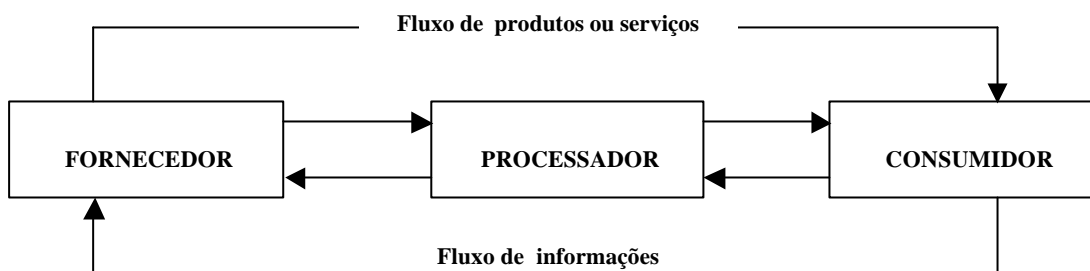 Fluxo de produtos ou serviços
FORNECEDOR
PROCESSADOR
CONSUMIDOR
Fluxo de informações